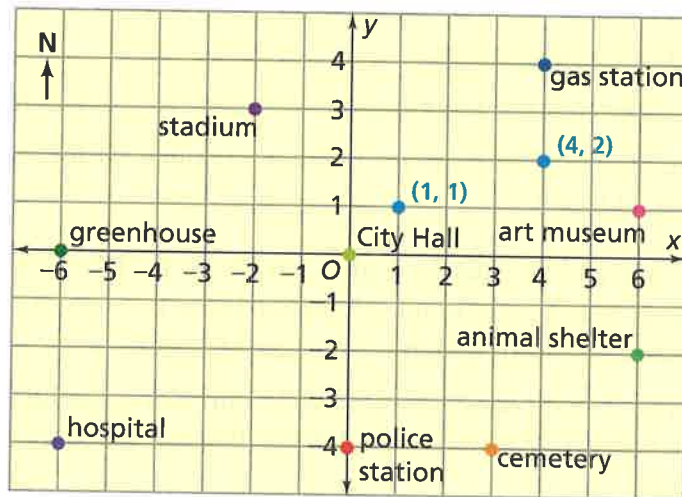 N
y
4
gas station
3
stadium
2
(4, 2)
1
(1, 1)
greenhouse
City Hall
art museum
x
−6 −5 −4 −3 −2 −1 O 1 2 3 4 5 6
−1
animal shelter
−2
−3
hospital
−4
police
station
cemetery